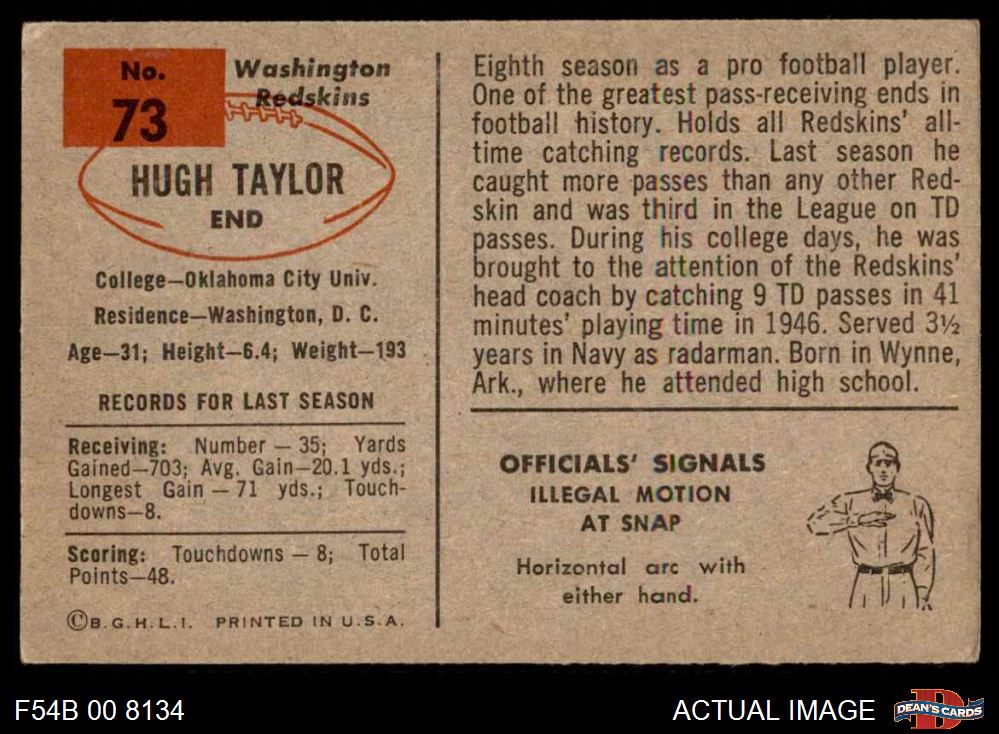 No.
73
Washington
Redskins
HUGH TAYLOR
END
College—Oklahoma City Univ.
Residence—Washington, D. C.
Age—31; Height—6.4; Weight—193
RECORDS FOR LAST SEASON
Receiving: Number — 35; Yards
Gained—703; Avg. Gain—20.1 yds.;
Longest Gain — 71 yds.; Touch-
downs—8.
Scoring: Touchdowns — 8; Total
Points—48.
©B.G.H.L.I. PRINTED IN U.S.A.
Eighth season as a pro football player.
One of the greatest pass-receiving ends in
football history. Holds all Redskins' all-
time catching records. Last season he
caught more passes than any other Red-
skin and was third in the League on TD
passes. During his college days, he was
brought to the attention of the Redskins'
head coach by catching 9 TD passes in 41
minutes' playing time in 1946. Served 3½
years in Navy as radarman. Born in Wynne,
Ark., where he attended high school.
OFFICIALS' SIGNALS
ILLEGAL MOTION
AT SNAP
Horizontal arc with
either hand.
F54B 00 8134
ACTUAL IMAGE
DEAN'S CARDS